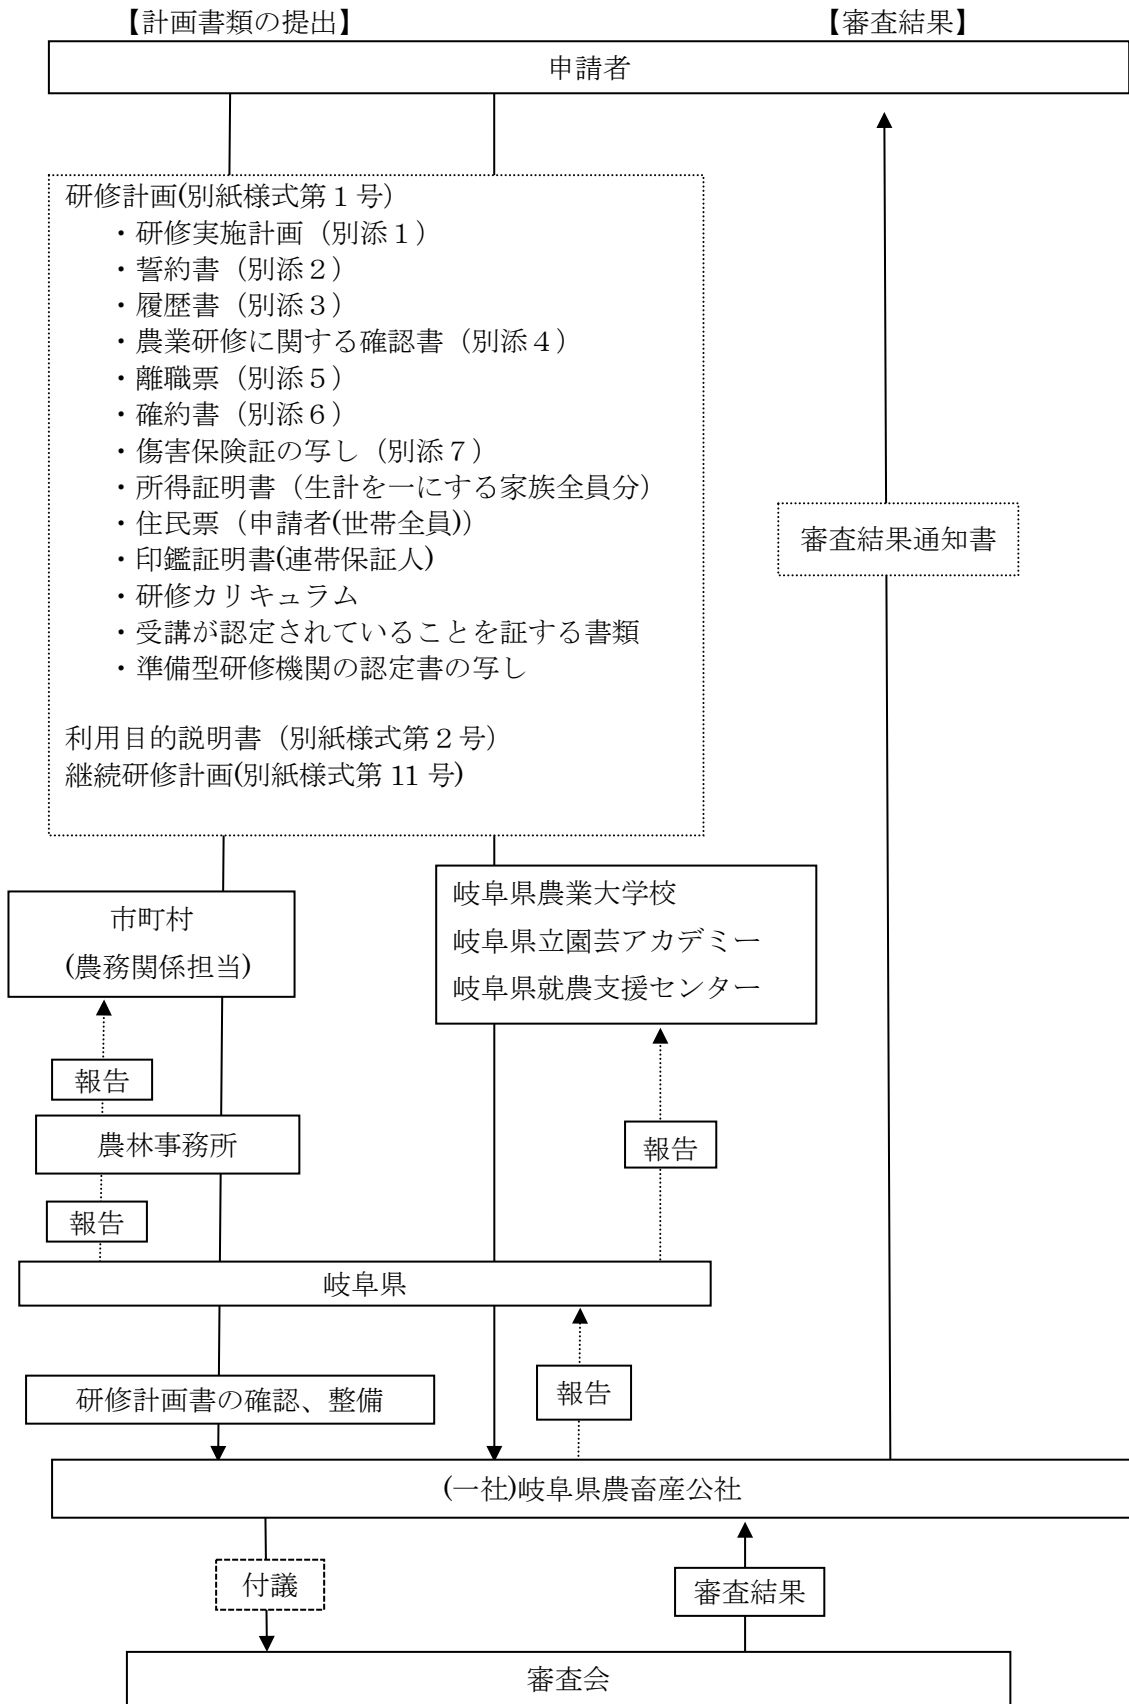 【計画書類の提出】
【審査結果】
申請者
研修計画(別紙様式第１号)
・研修実施計画（別添１）
・誓約書（別添２）
・履歴書（別添３）
・農業研修に関する確認書（別添４）
・離職票（別添５）
・確約書（別添６）
・傷害保険証の写し（別添７）
・所得証明書（生計を一にする家族全員分）
・住民票（申請者(世帯全員)）
・印鑑証明書(連帯保証人)
・研修カリキュラム
・受講が認定されていることを証する書類
・準備型研修機関の認定書の写し
利用目的説明書（別紙様式第２号）
継続研修計画(別紙様式第 11 号)
審査結果通知書
市町村
(農務関係担当)
岐阜県農業大学校
岐阜県立園芸アカデミー
岐阜県就農支援センター
報告
農林事務所
報告
報告
岐阜県
研修計画書の確認、整備
報告
(一社)岐阜県農畜産公社
付議
審査結果
審査会